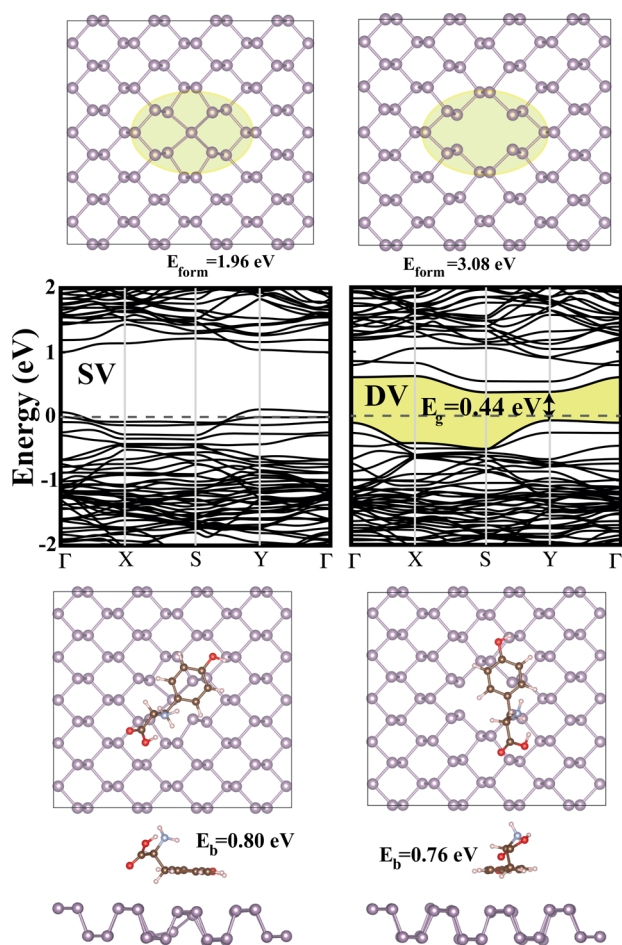 E_form=1.96 eV
E_form=3.08 eV
Energy (eV)
2
1
0.0
-1
-2
SV
DV
E_g=0.44 eV
Γ X S Y Γ
Γ X S Y Γ
E_b=0.80 eV
E_b=0.76 eV